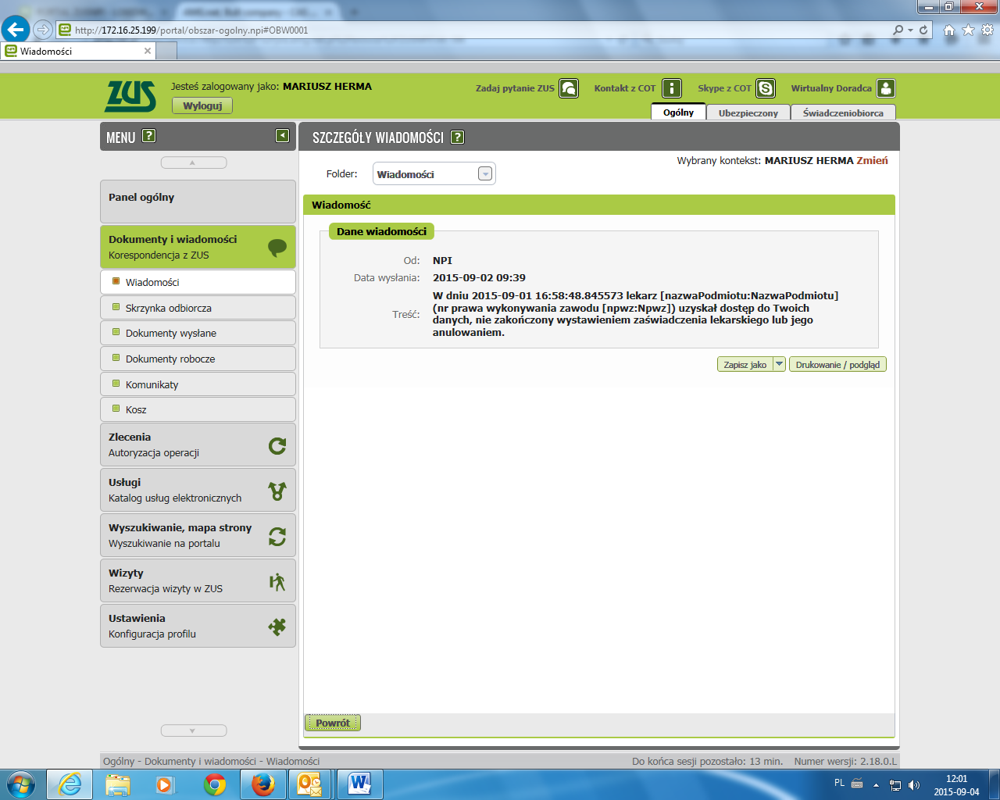 http://172.16.25.199/portal/obszar-ogolny.npi#OBW0001
Wiadomości
ZUS
Jesteś zalogowany jako: MARIUSZ HERMA
Wyloguj
Zadaj pytanie ZUS
Kontakt z COT
Skype z COT
Wirtualny Doradca
Ogólny
Ubezpieczony
Świadczeniobiorca
MENU ?
SZCZEGÓŁY WIADOMOŚCI ?
Wybrany kontekst: MARIUSZ HERMA Zmień
Folder: Wiadomości
Panel ogólny
Dokumenty i wiadomości
Korespondencja z ZUS
Wiadomości
Skrzynka odbiorcza
Dokumenty wysłane
Dokumenty robocze
Komunikaty
Kosz
Zlecenia
Autoryzacja operacji
Usługi
Katalog usług elektronicznych
Wyszukiwanie, mapa strony
Wyszukiwanie na portalu
Wizyty
Rezerwacja wizyty w ZUS
Ustawienia
Konfiguracja profilu
Wiadomość
Dane wiadomości
Od: NPI
Data wysłania: 2015-09-02 09:39
Treść:
W dniu 2015-09-01 16:58:48.845573 lekarz [nazwaPodmiotu:NazwaPodmiotu]
(nr prawa wykonywania zawodu [npwz:Npwz]) uzyskał dostęp do Twoich
danych, nie zakończony wystawieniem zaświadczenia lekarskiego lub jego
anulowaniem.
Zapisz jako
Drukowanie / podgląd
Powrót
Ogólny - Dokumenty i wiadomości - Wiadomości
Do końca sesji pozostało: 13 min.
Numer wersji: 2.18.0.L
PL
12:01
2015-09-04